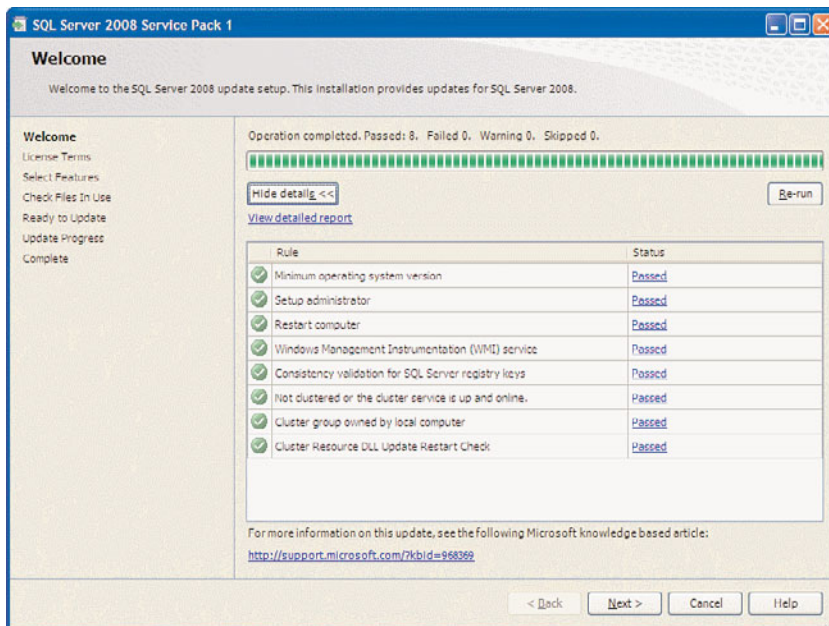 SQL Server 2008 Service Pack 1
Welcome
Welcome to the SQL Server 2008 update setup. This installation provides updates for SQL Server 2008.
Welcome
License Terms
Select Features
Check Files In Use
Ready to Update
Update Progress
Complete
Operation completed. Passed: 8. Failed 0. Warning 0. Skipped 0.
Hide details <<
Re-run
View detailed report
Rule Status
Minimum operating system version Passed
Setup administrator Passed
Restart computer Passed
Windows Management Instrumentation (WMI) service Passed
Consistency validation for SQL Server registry keys Passed
Not clustered or the cluster service is up and online. Passed
Cluster group owned by local computer Passed
Cluster Resource DLL Update Restart Check Passed
For more information on this update, see the following Microsoft knowledge based article:
http://support.microsoft.com/?kbid=968369
< Back Next > Cancel Help